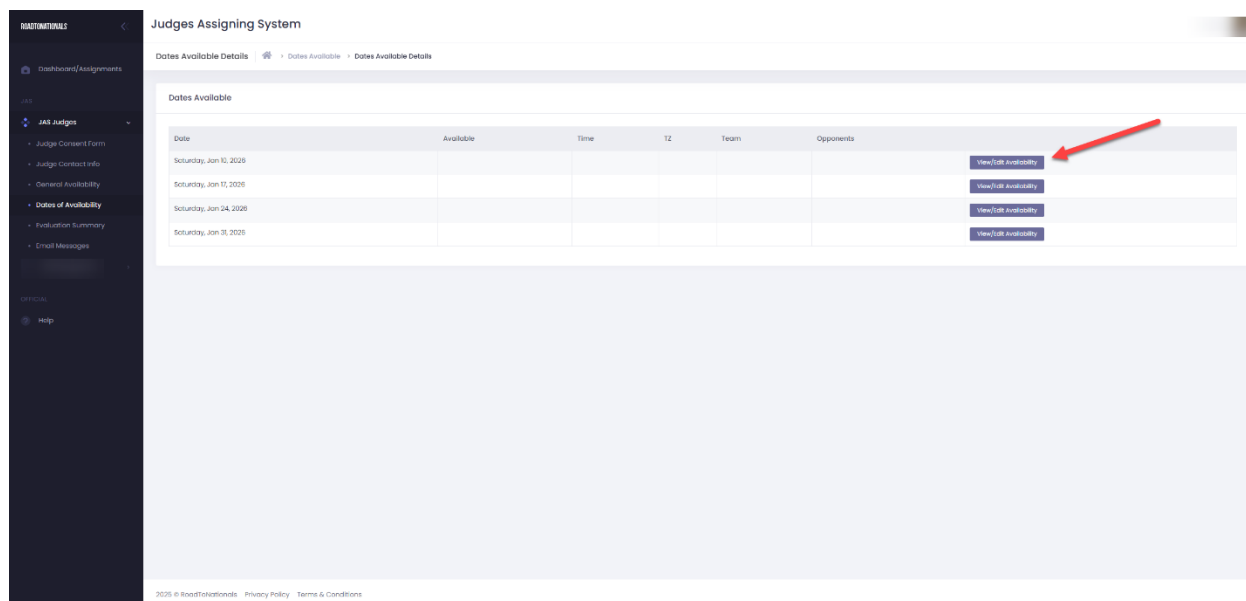 ROADTONATIONALS
Judges Assigning System
Dates Available Details Dates Available Dates Available Details
Dashboard/Assignments
JAS
JAS Judges
Judge Consent Form
Judge Contact Info
General Availability
Dates of Availability
Evaluation Summary
Email Messages
OFFICIAL
Help
Dates Available
Date Available Time TZ Team Opponents
Saturday, Jan 10, 2026 View/Edit Availability
Saturday, Jan 17, 2026 View/Edit Availability
Saturday, Jan 24, 2026 View/Edit Availability
Saturday, Jan 31, 2026 View/Edit Availability
2025 © RoadToNationals Privacy Policy Terms & Conditions